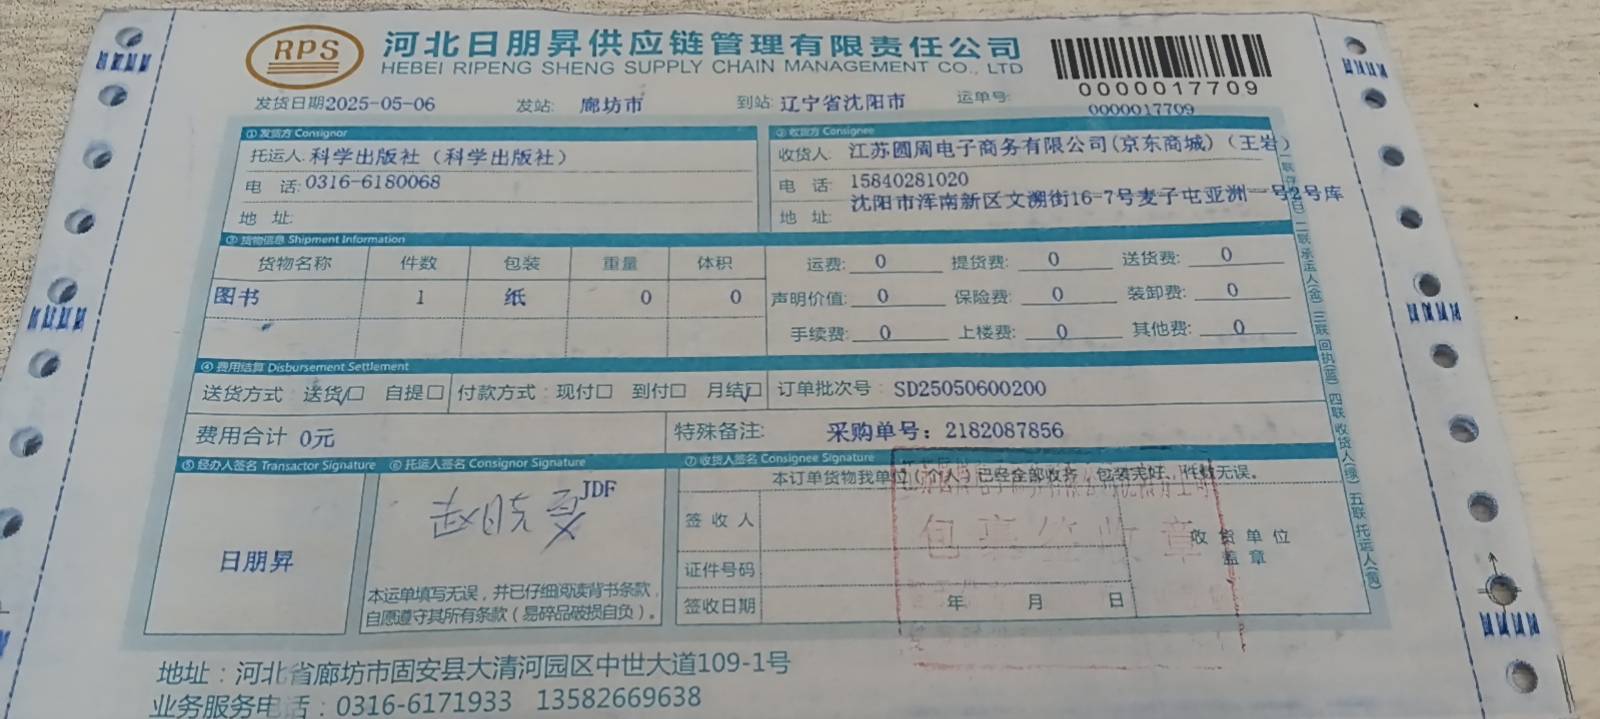 RPS 河北日朋昇供应链管理有限责任公司
HEBEI RIPENG SHENG SUPPLY CHAIN MANAGEMENT CO., LTD
0000017709
发货日期2025-05-06 发站: 廊坊市 到站: 辽宁省沈阳市 运单号: 0000017709
① 发货方 Consignor
托运人: 科学出版社（科学出版社）
电 话: 0316-6180068
地 址:
② 收货方 Consignee
收货人: 江苏圆周电子商务有限公司(京东商城)（王岩）
电 话: 15840281020
地 址: 沈阳市浑南新区文溯街16-7号麦子屯亚洲一号2号库
③ 货物信息 Shipment Information
货物名称 件数 包装 重量 体积
图书 1 纸 0 0
运费: 0 提货费: 0 送货费: 0
声明价值: 0 保险费: 0 装卸费: 0
手续费: 0 上楼费: 0 其他费: 0
④ 费用结算 Disbursement Settlement
送货方式: 送货☑ 自提□ 付款方式: 现付□ 到付□ 月结☑ 订单批次号: SD25050600200
费用合计 0元 特殊备注: 采购单号: 2182087856
⑤ 经办人签名 Transactor Signature
日朋昇
⑥ 托运人签名 Consignor Signature
赵晓 JDF
本运单填写无误，并已仔细阅读背书条款，
自愿遵守其所有条款（易碎品破损自负）。
⑦ 收货人签名 Consignee Signature
本订单货物我单位（个人）已经全部收齐，包装完好、件数无误。
签收人
证件号码
签收日期 年 月 日
收货单位
盖章
包裹签收章
二联承运人(金) 三联回执(蓝) 四联收货人(绿) 五联托运人(黄)
地址：河北省廊坊市固安县大清河园区中世大道109-1号
业务服务电话：0316-6171933 13582669638